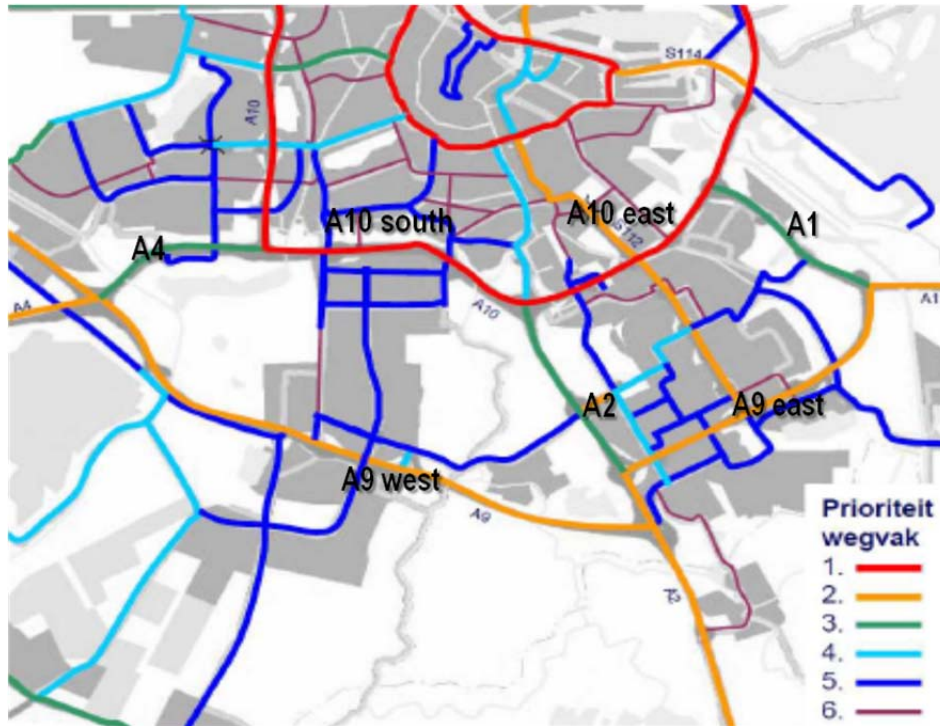 S114
A10
A10 south
A10 east
S112
A1
A4
A4
A10
A1
A2
A9 east
A9 west
A9
A2
Prioriteit
wegvak
1.
2.
3.
4.
5.
6.